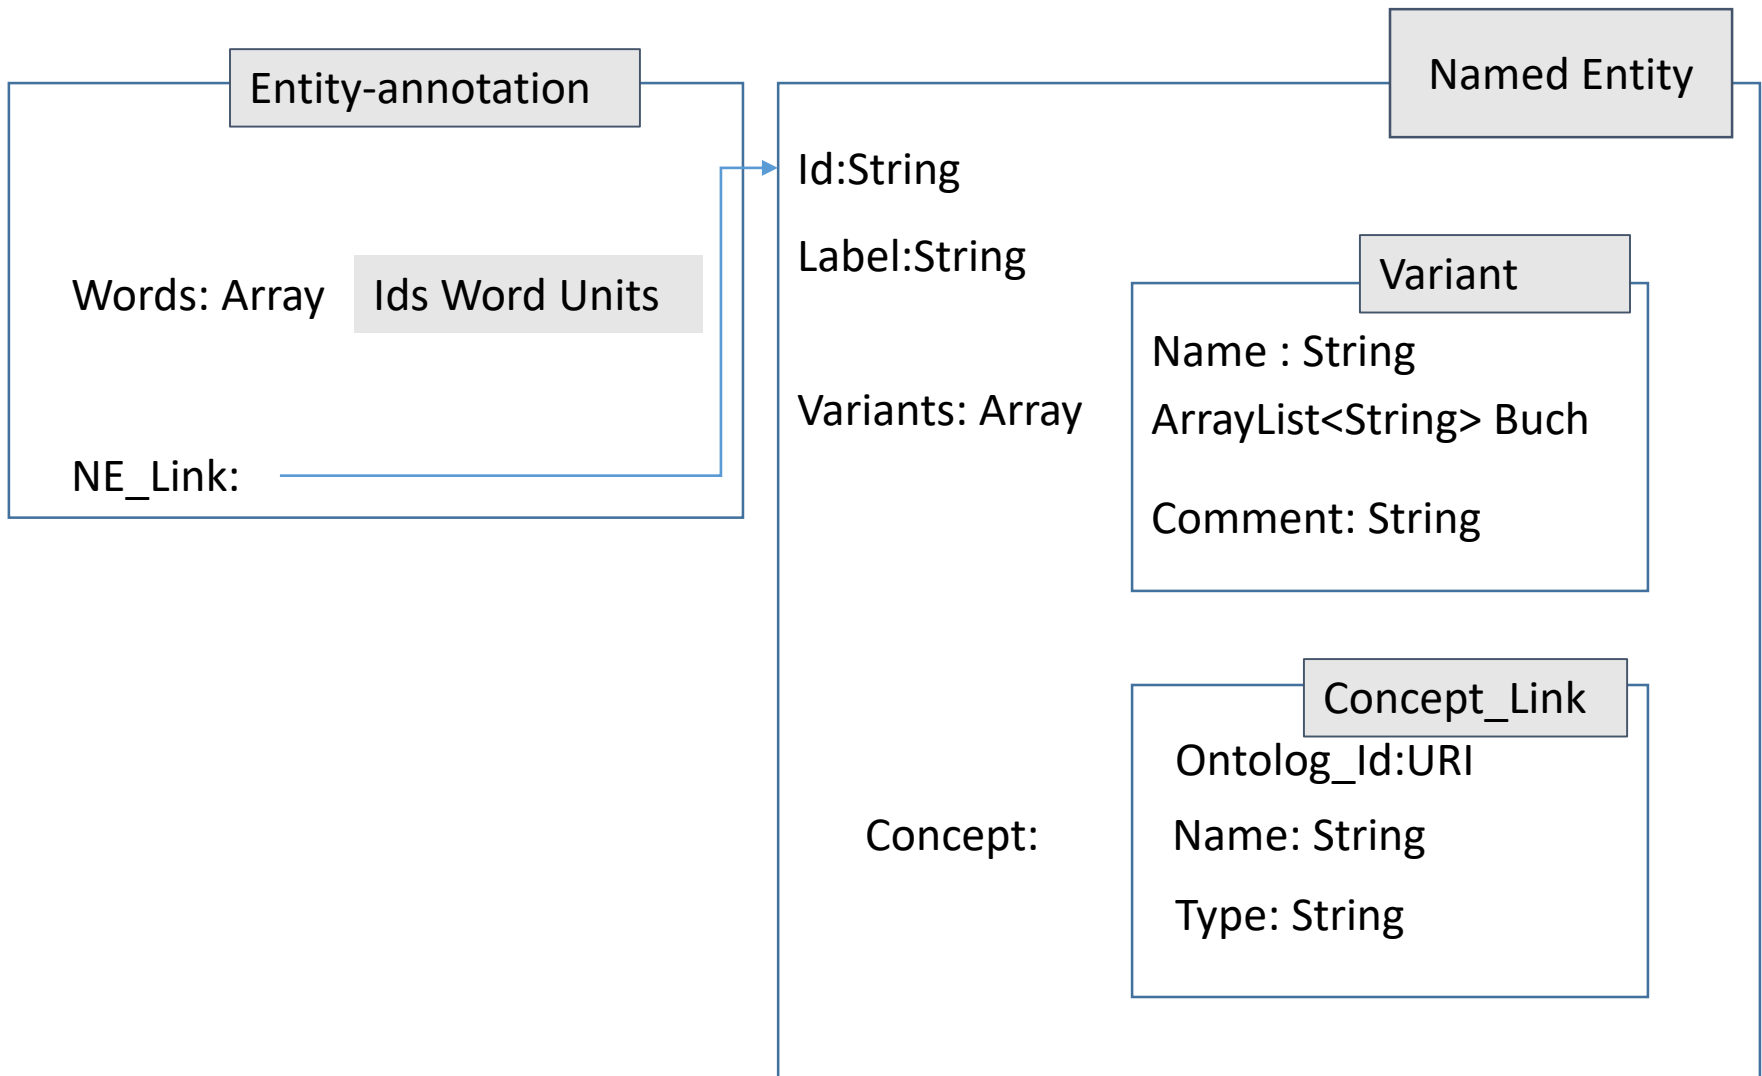 Entity-annotation
Words: Array
Ids Word Units
NE_Link:
Named Entity
Id:String
Label:String
Variants: Array
Variant
Name : String
ArrayList<String> Buch
Comment: String
Concept:
Concept_Link
Ontolog_Id:URI
Name: String
Type: String